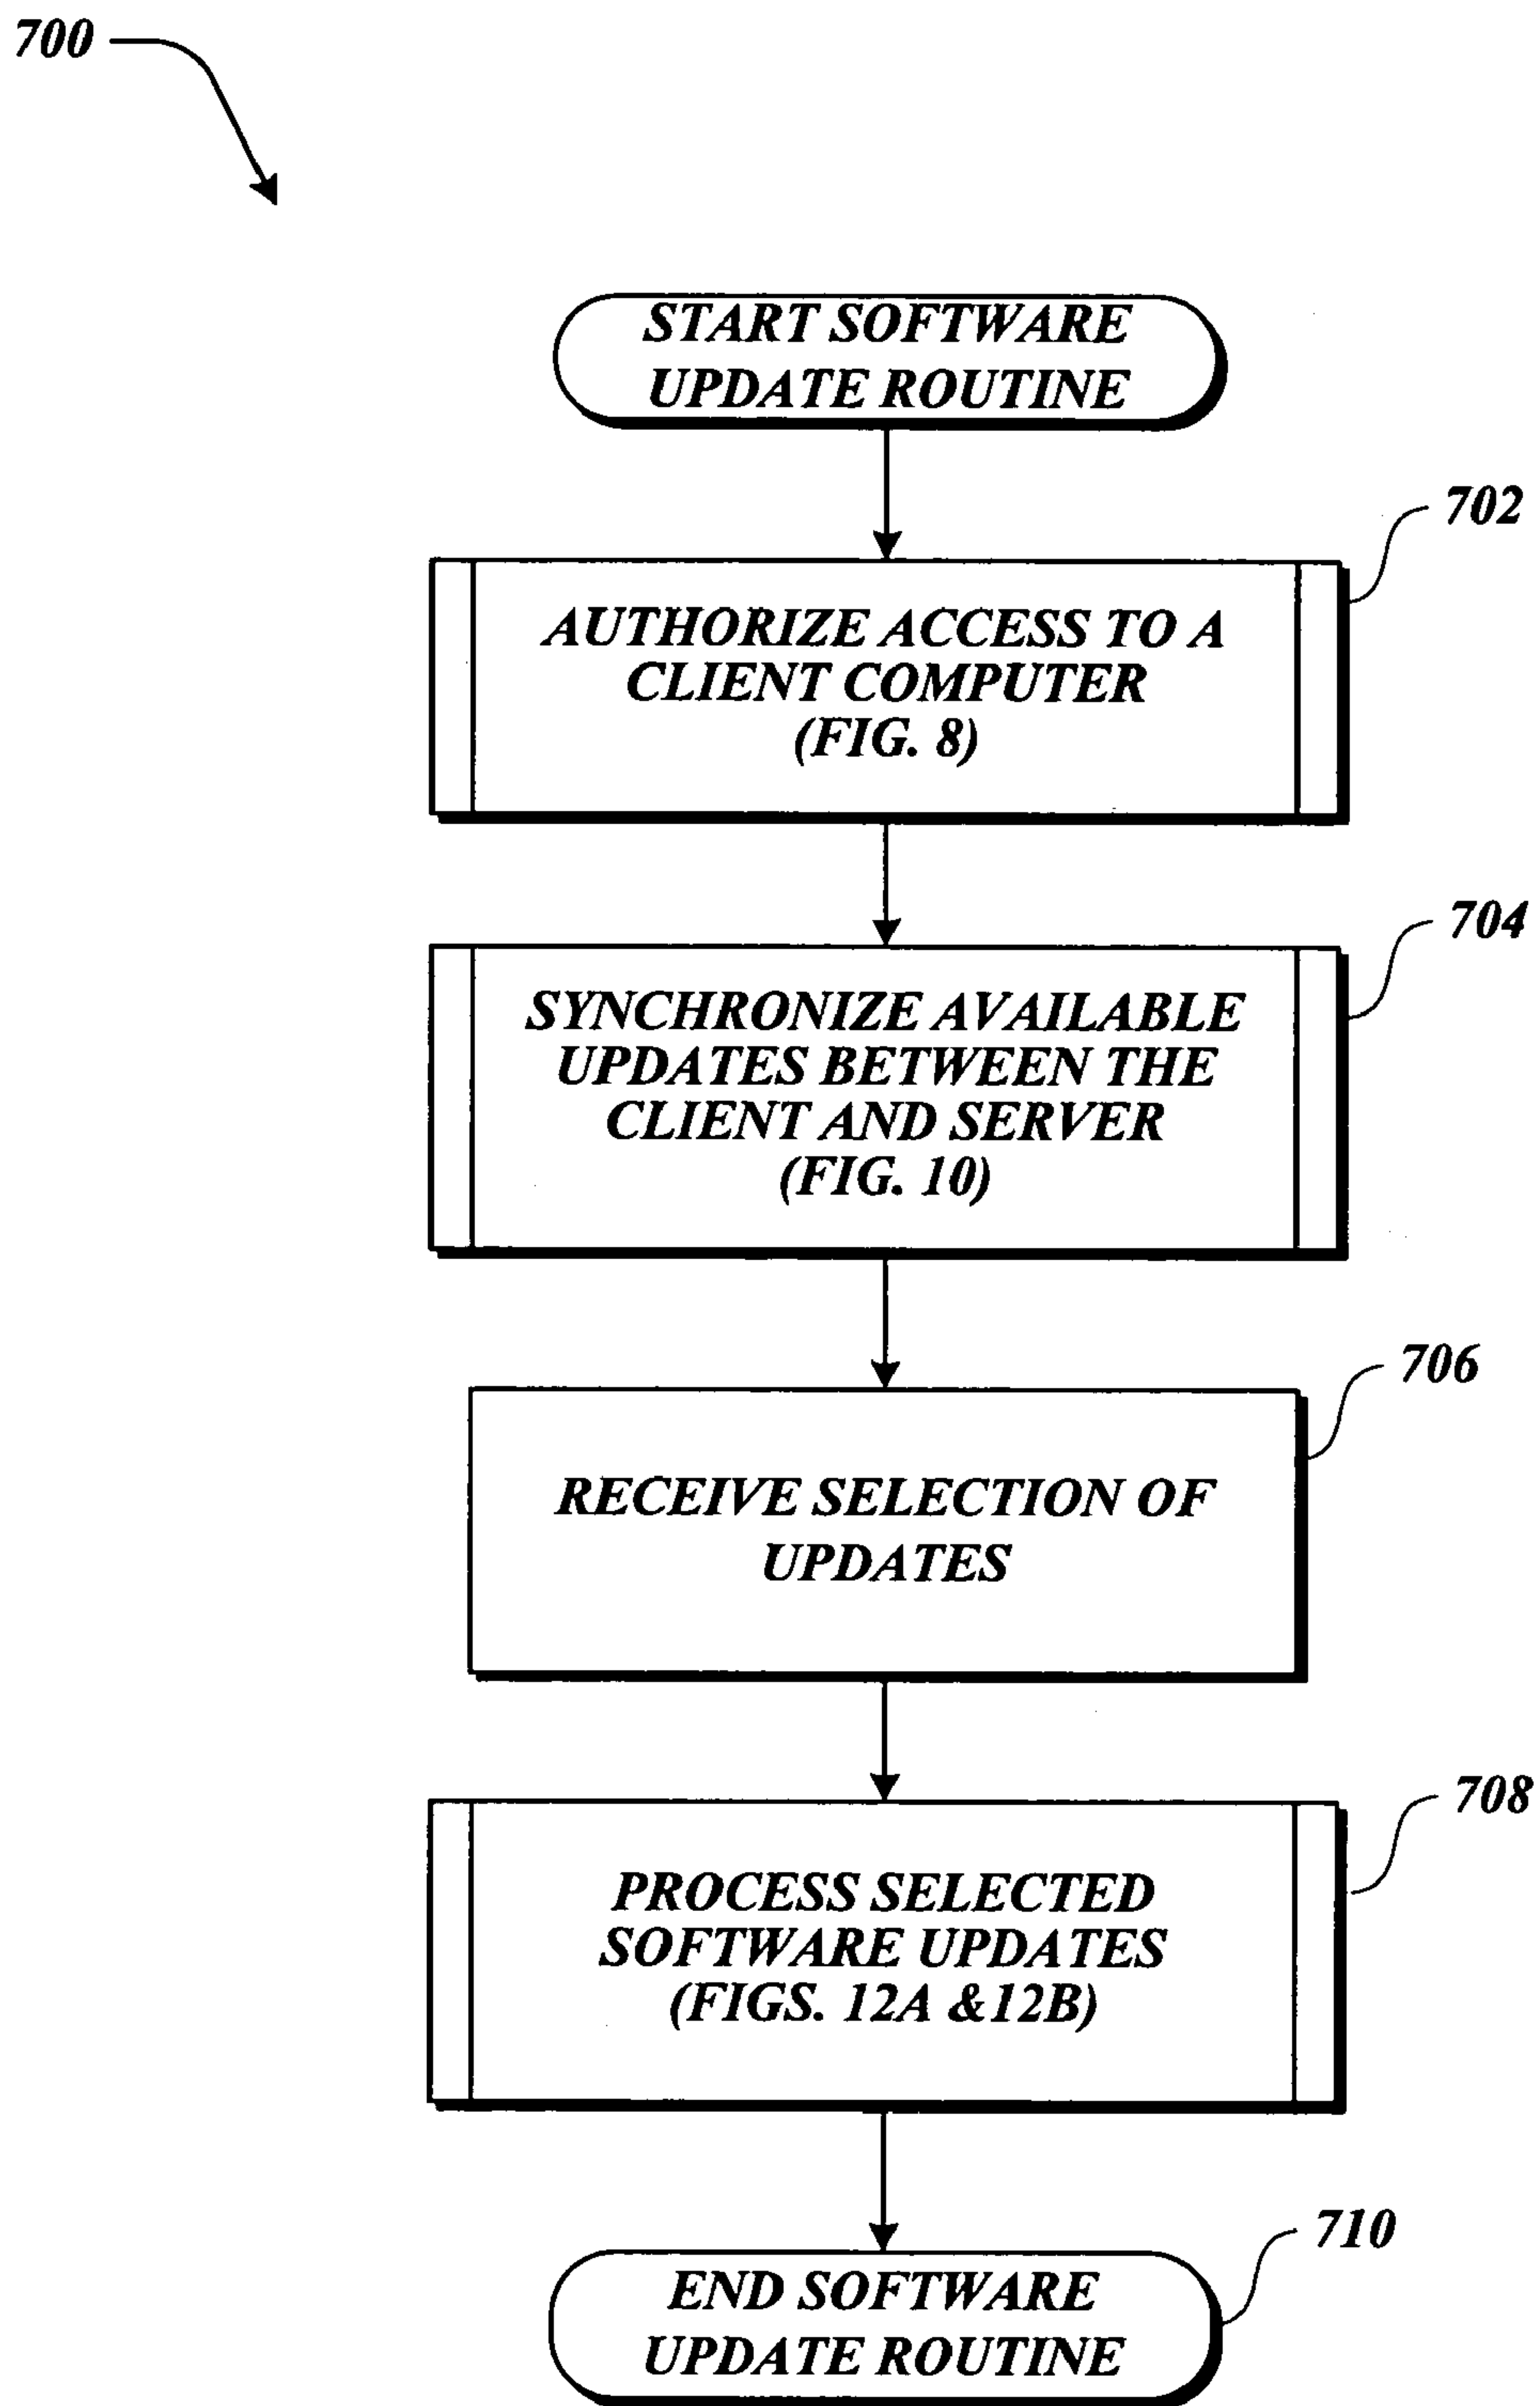 700
START SOFTWARE
UPDATE ROUTINE
702
AUTHORIZE ACCESS TO A
CLIENT COMPUTER
(FIG. 8)
704
SYNCHRONIZE AVAILABLE
UPDATES BETWEEN THE
CLIENT AND SERVER
(FIG. 10)
706
RECEIVE SELECTION OF
UPDATES
708
PROCESS SELECTED
SOFTWARE UPDATES
(FIGS. 12A &12B)
710
END SOFTWARE
UPDATE ROUTINE